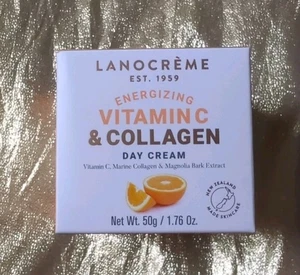 LANOCRÈME
EST. 1959
ENERGIZING
VITAMIN C
& COLLAGEN
DAY CREAM
Vitamin C, Marine Collagen & Magnolia Bark Extract
NEW ZEALAND
MADE SKINCARE
Net Wt. 50g / 1.76 Oz.